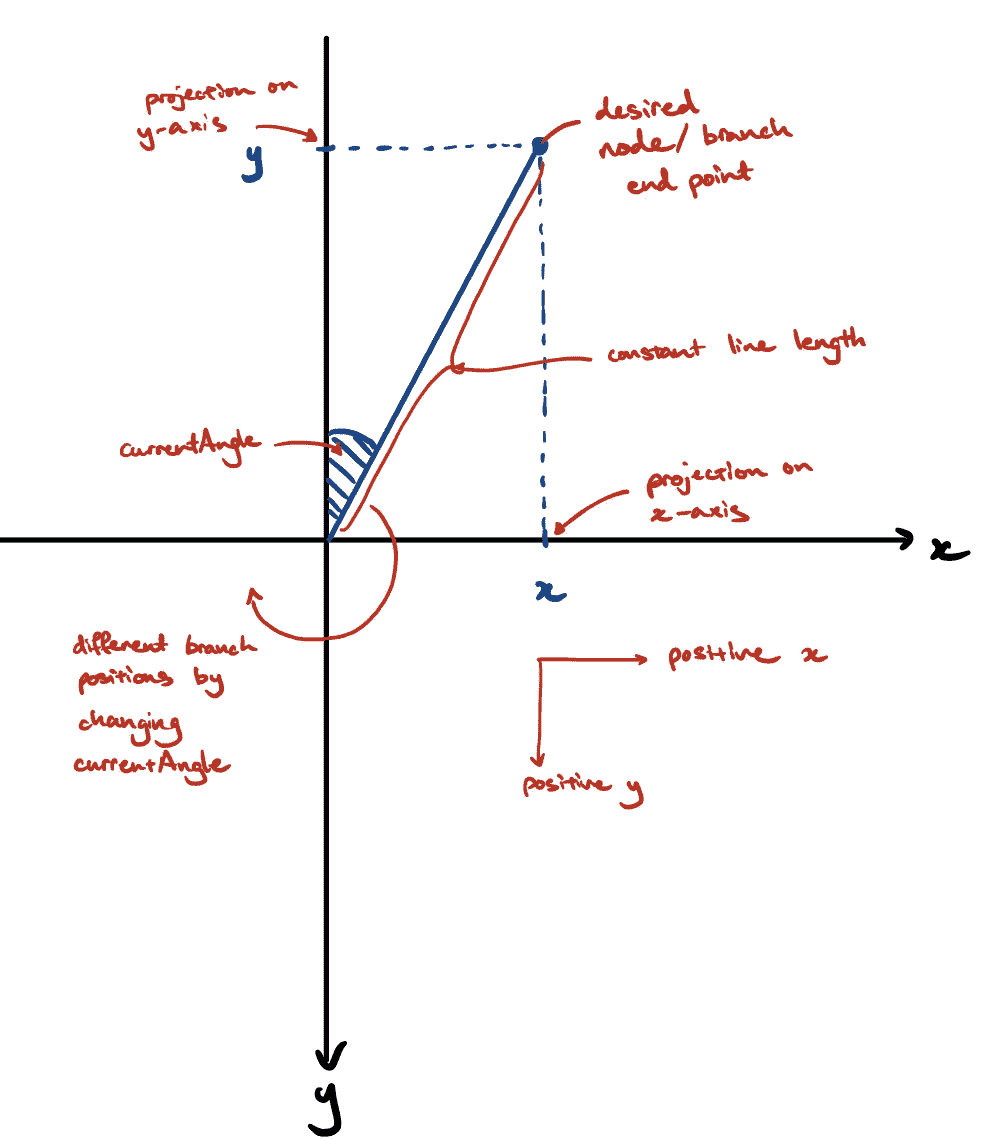 projection on
y-axis
y
desired
node/branch
end point
constant line length
currentAngle
projection on
x-axis
x
x
different branch
positions by
changing
currentAngle
positive x
positive y
y